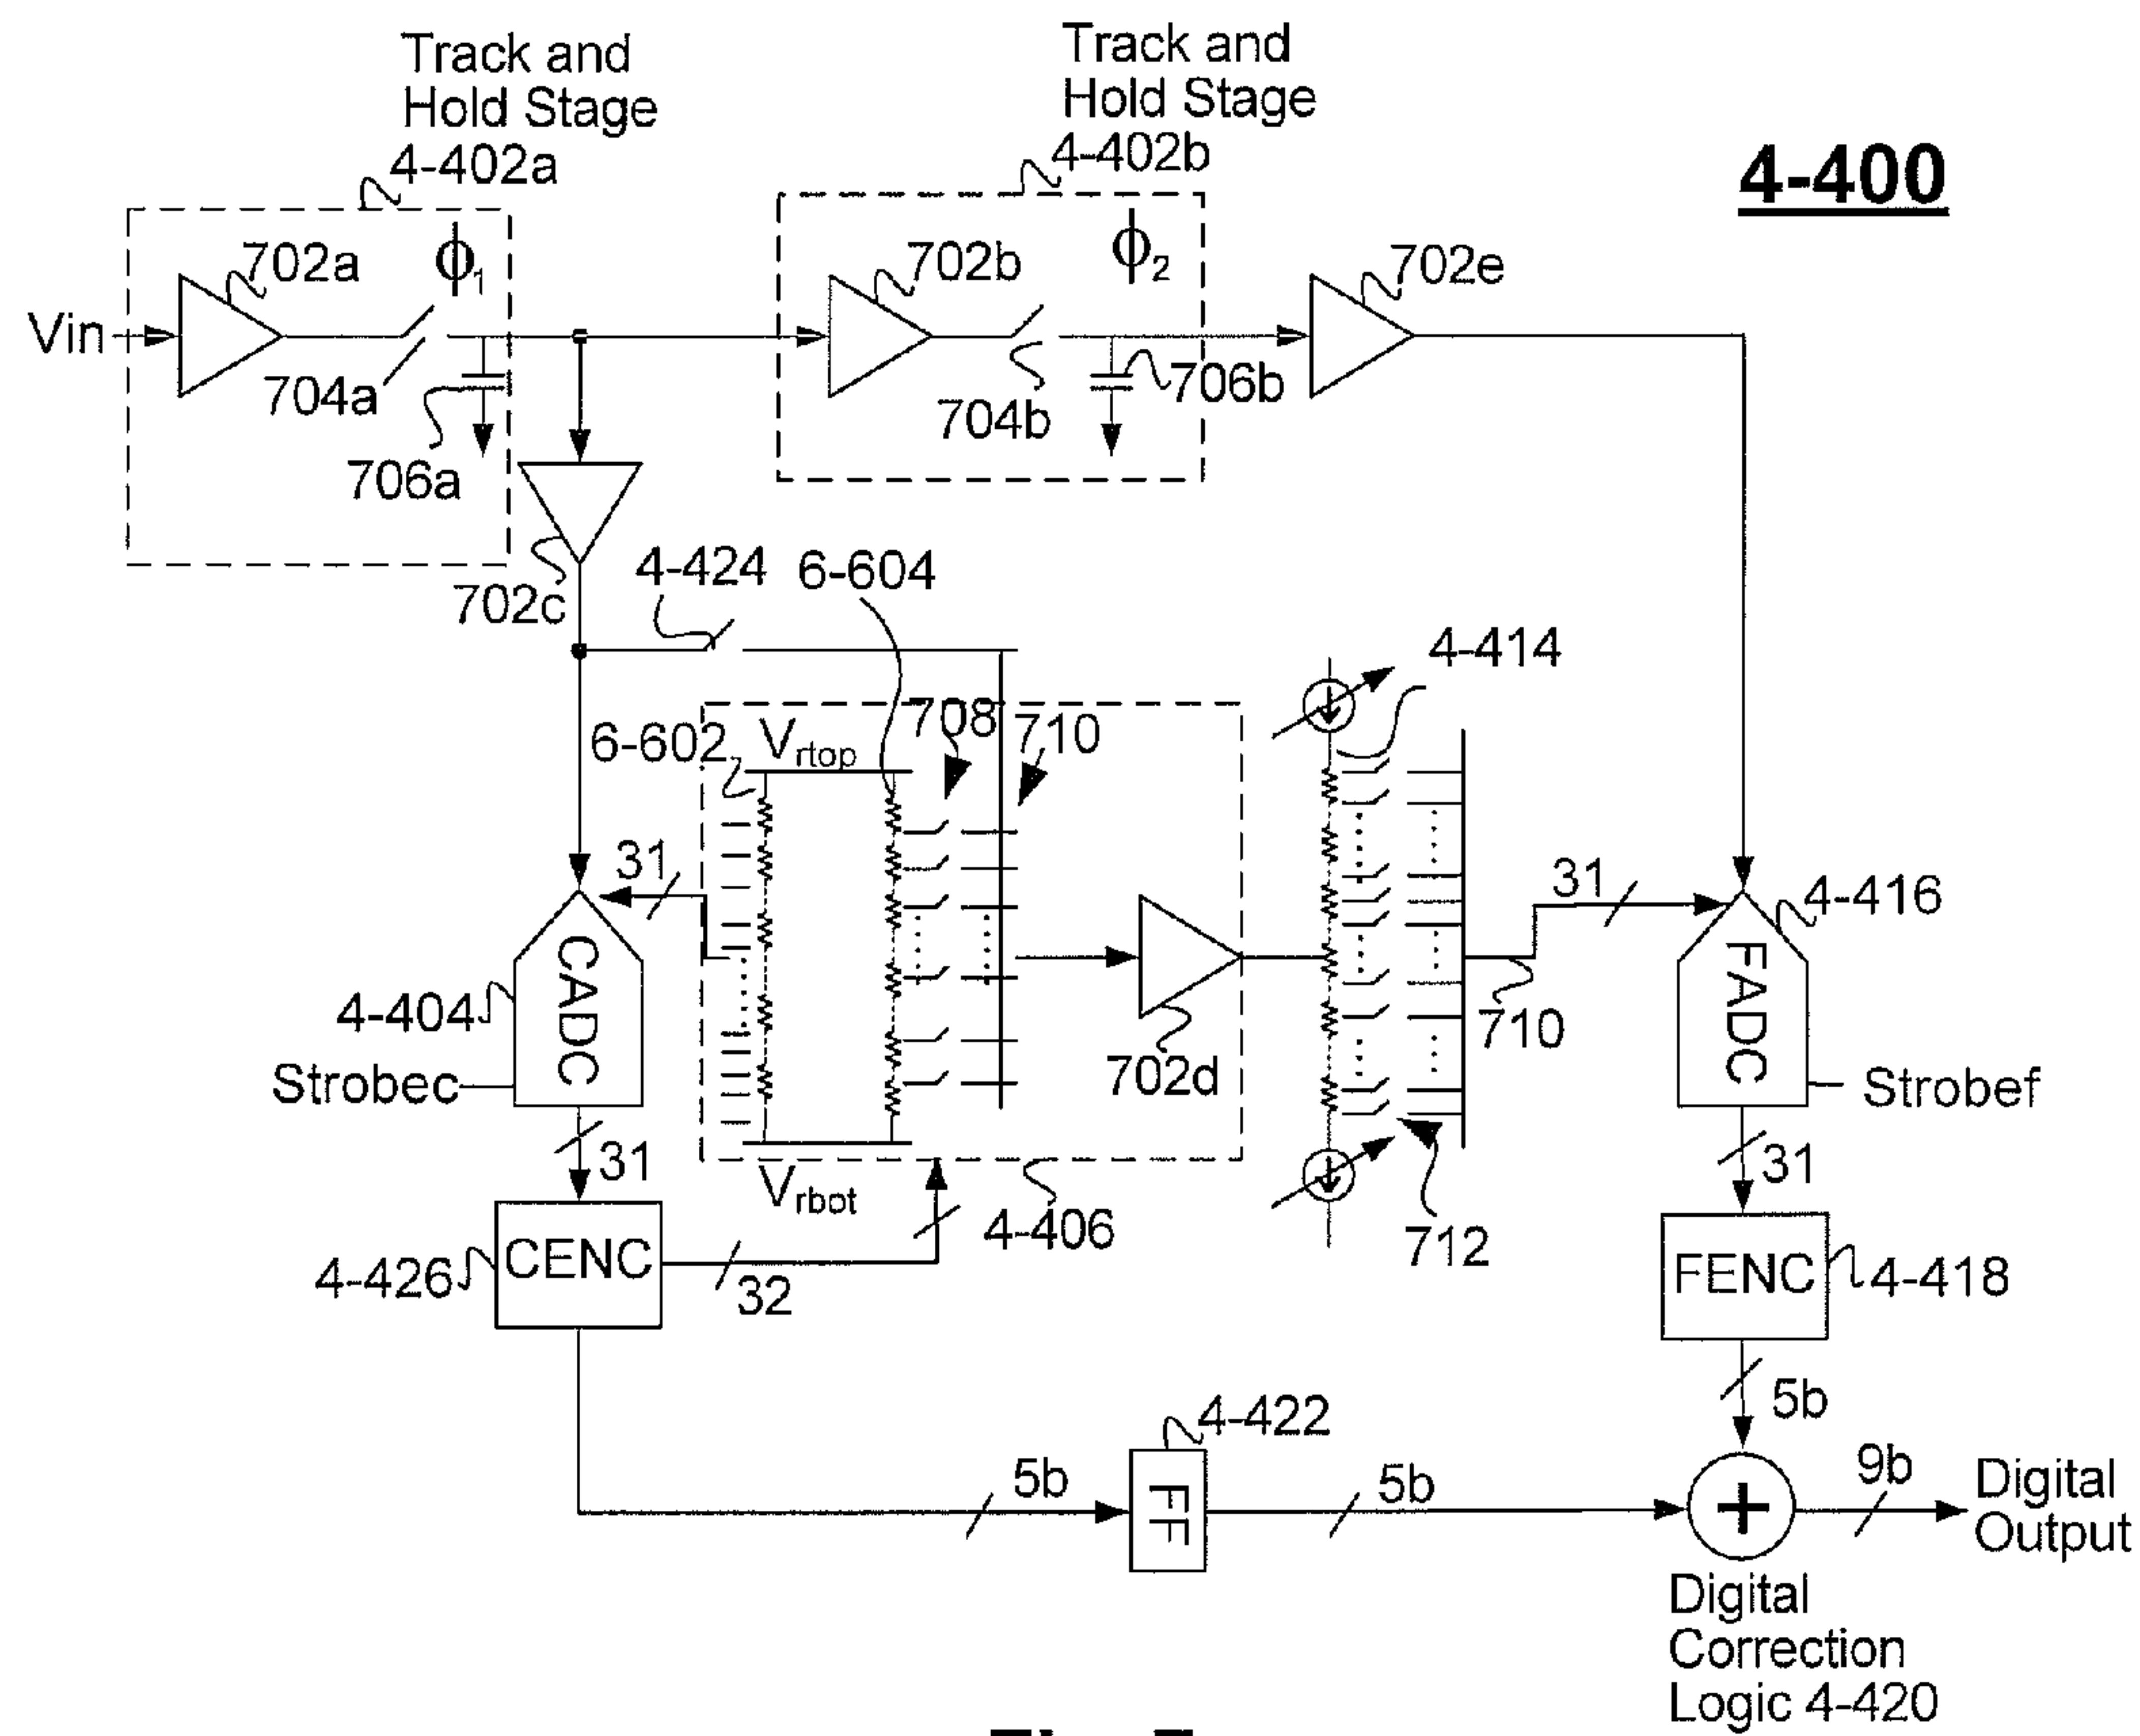 Track and
Hold Stage
4-402a
Track and
Hold Stage
4-402b
4-400
702a
ϕ1
702b
ϕ2
702e
Vin
704a
706a
704b
706b
702c
4-424
6-604
4-414
6-602
Vrtop
708
710
31
31
4-416
CADC
FADC
4-404
702d
710
Strobec
Strobef
31
31
Vrbot
4-406
712
4-426
CENC
32
FENC
4-418
5b
4-422
5b
FF
5b
9b
Digital
Output
+
Digital
Correction
Logic 4-420